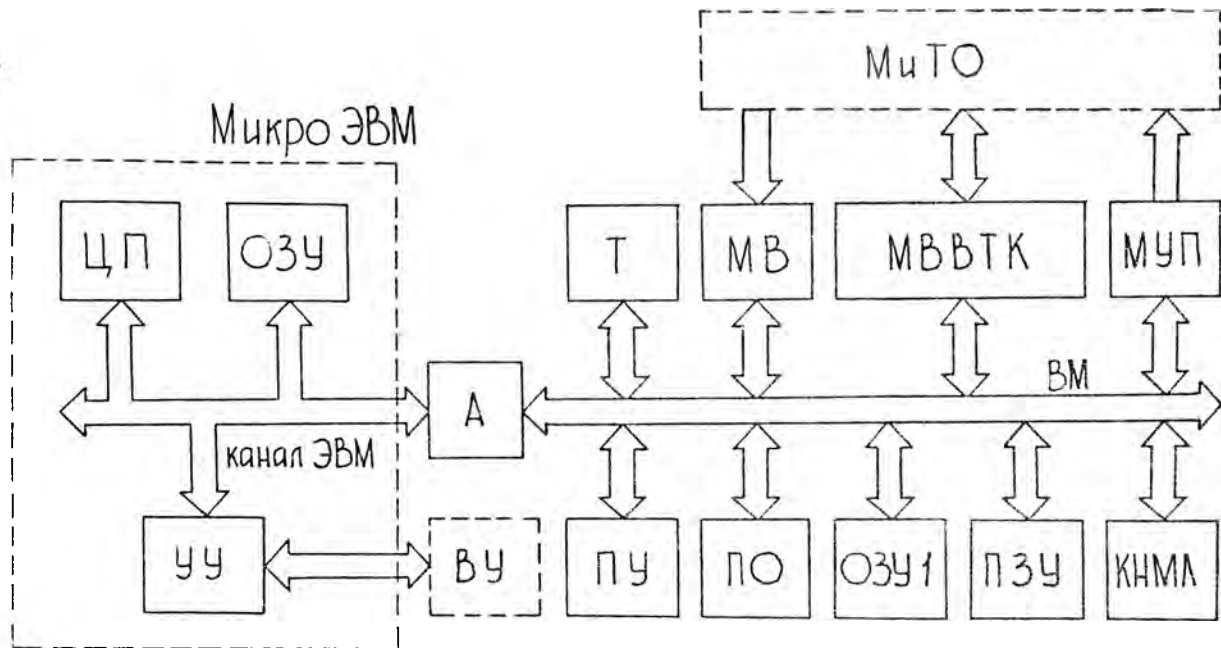 МиТО
Микро ЭВМ
ЦП
ОЗУ
Т
МВ
МВВТК
МУП
А
ВМ
канал ЭВМ
УУ
ВУ
ПУ
ПО
ОЗУ1
ПЗУ
КНМЛ